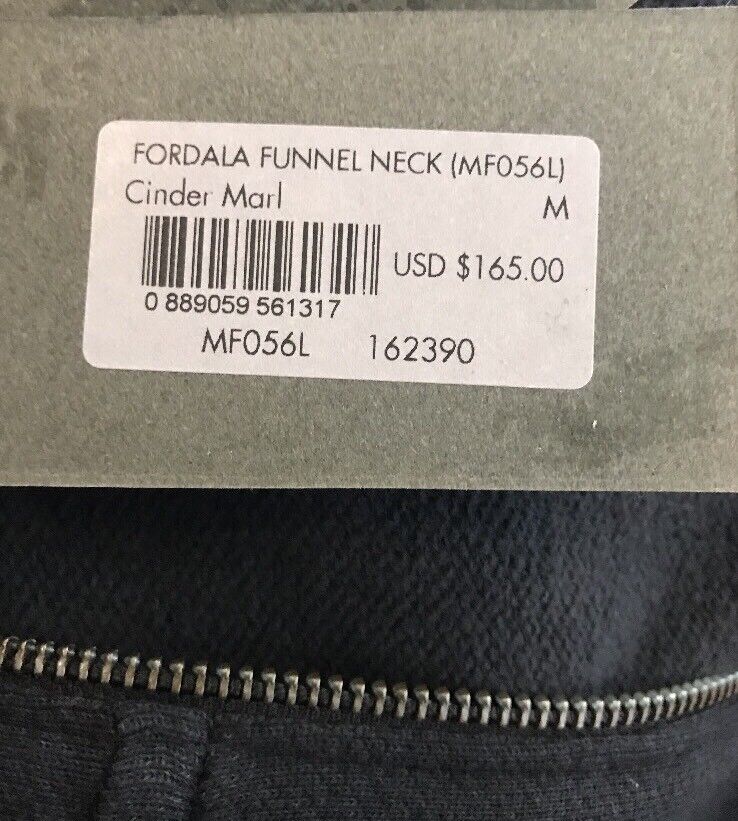 FORDALA FUNNEL NECK (MF056L)
Cinder Marl M
USD $165.00
0 889059 561317
MF056L 162390